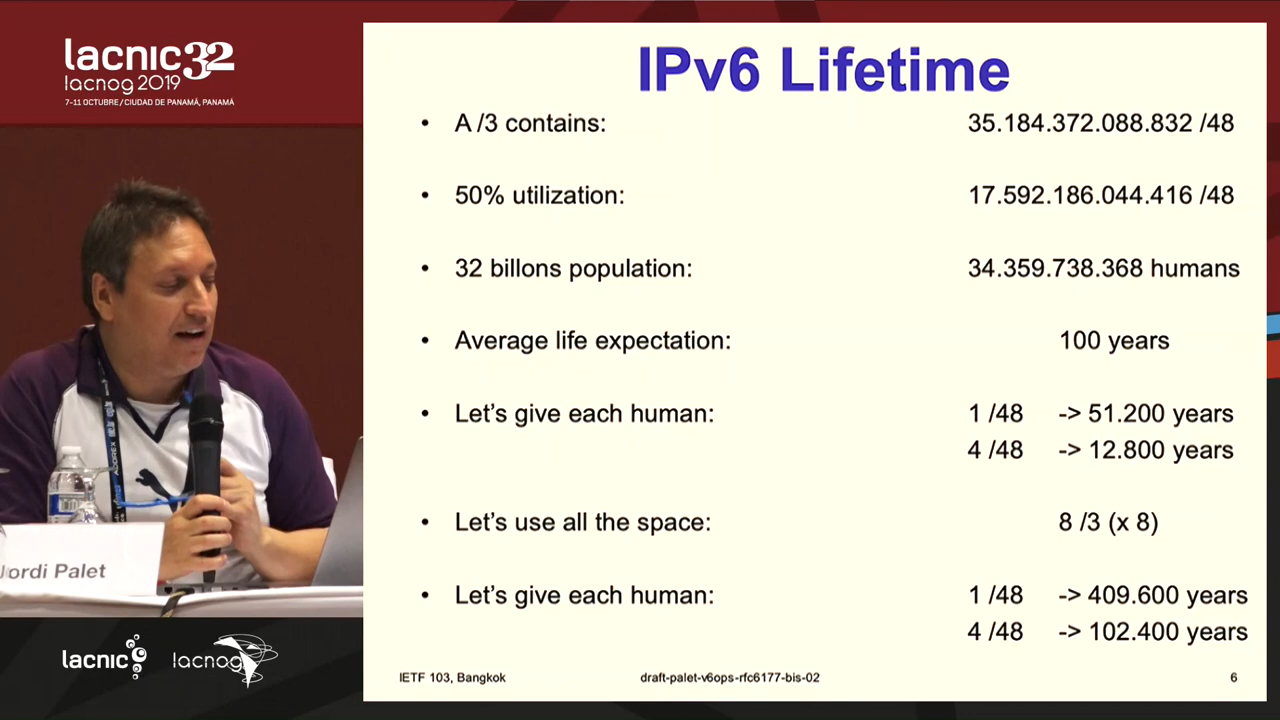 lacnic32
lacnog 2019
7-11 OCTUBRE / CIUDAD DE PANAMÁ, PANAMÁ
IPv6 Lifetime
• A /3 contains: 35.184.372.088.832 /48
• 50% utilization: 17.592.186.044.416 /48
• 32 billons population: 34.359.738.368 humans
• Average life expectation: 100 years
• Let's give each human: 1 /48 -> 51.200 years
4 /48 -> 12.800 years
• Let's use all the space: 8 /3 (x 8)
• Let's give each human: 1 /48 -> 409.600 years
4 /48 -> 102.400 years
IETF 103, Bangkok draft-palet-v6ops-rfc6177-bis-02 6
Jordi Palet
lacnic lacnog